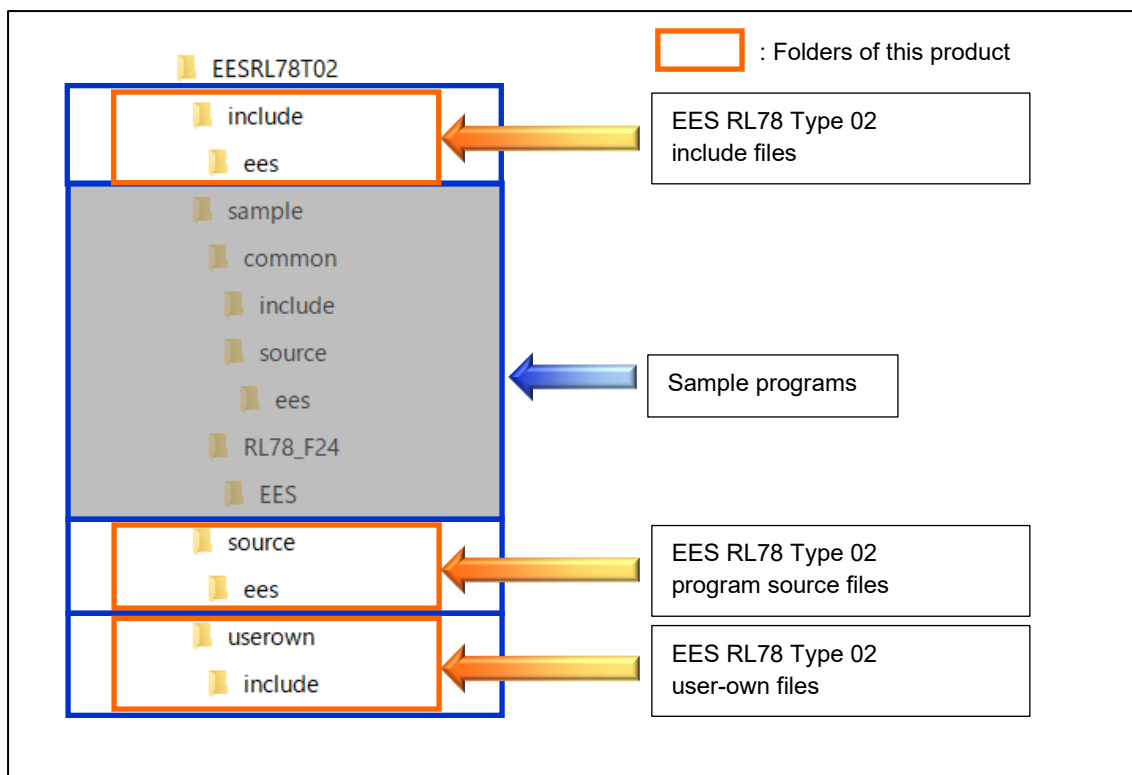 EESRL78T02
: Folders of this product
include
ees
EES RL78 Type 02
include files
sample
common
include
source
ees
RL78_F24
EES
Sample programs
source
ees
EES RL78 Type 02
program source files
userown
include
EES RL78 Type 02
user-own files